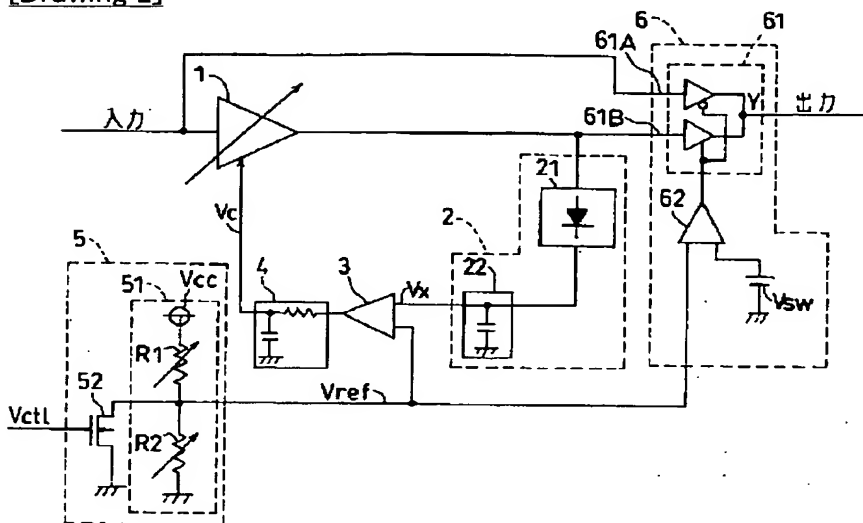 [Drawing 2]
6
61
61A
1
Y
出力
入力
61B
21
62
Vc
2
5
Vcc
4
3
Vx
22
Vsw
51
R1
52
Vref
Vctl
R2